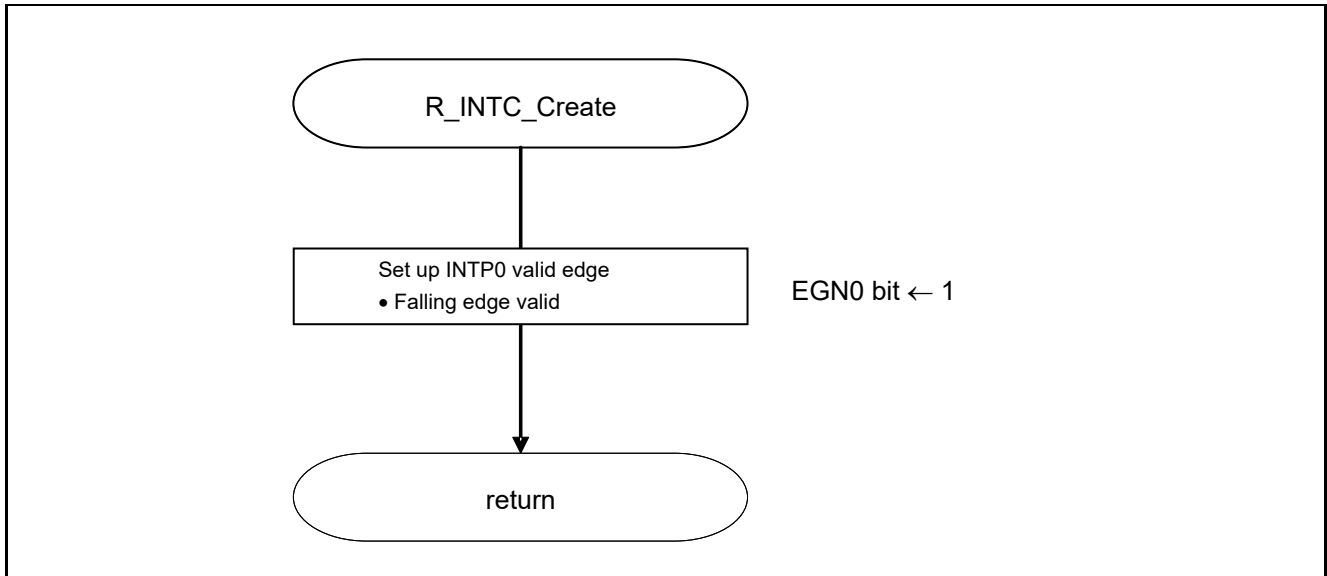 R_INTC_Create
Set up INTP0 valid edge
• Falling edge valid
EGN0 bit ← 1
return